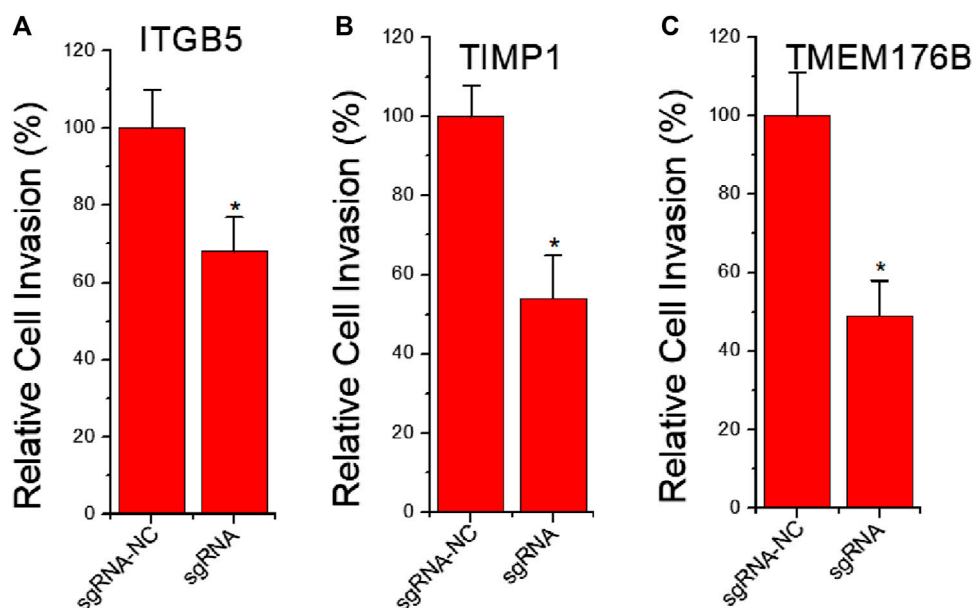 A
ITGB5
Relative Cell Invasion (%)
120
100
80
60
40
20
0
*
sgRNA-NC
sgRNA
B
TIMP1
Relative Cell Invasion (%)
120
100
80
60
40
20
0
*
sgRNA-NC
sgRNA
C
TMEM176B
Relative Cell Invasion (%)
120
100
80
60
40
20
0
*
sgRNA-NC
sgRNA